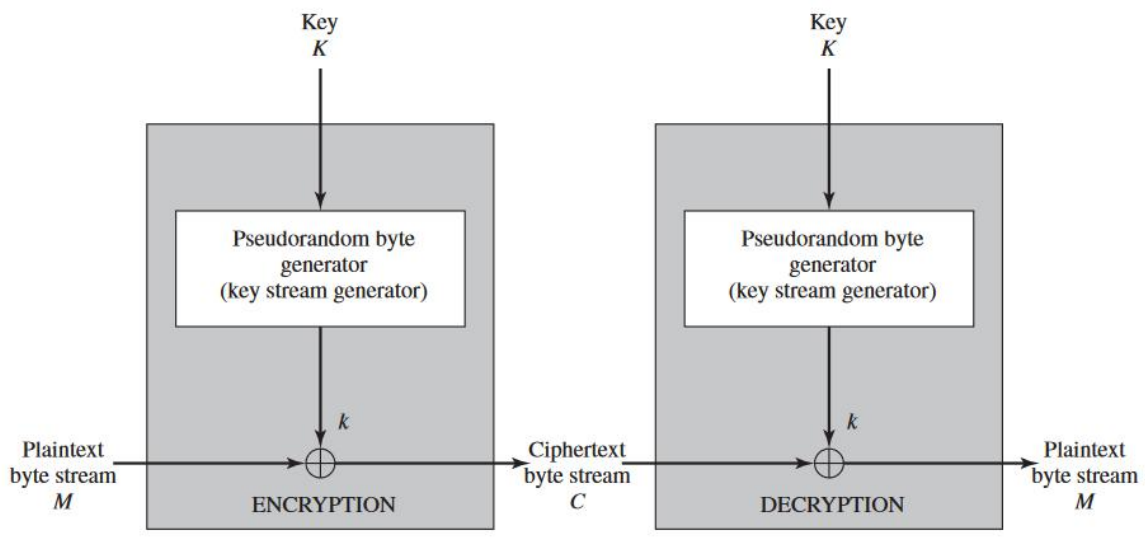 Key
K
Key
K
Pseudorandom byte
generator
(key stream generator)
Pseudorandom byte
generator
(key stream generator)
k
k
Plaintext
byte stream
M
ENCRYPTION
Ciphertext
byte stream
C
DECRYPTION
Plaintext
byte stream
M